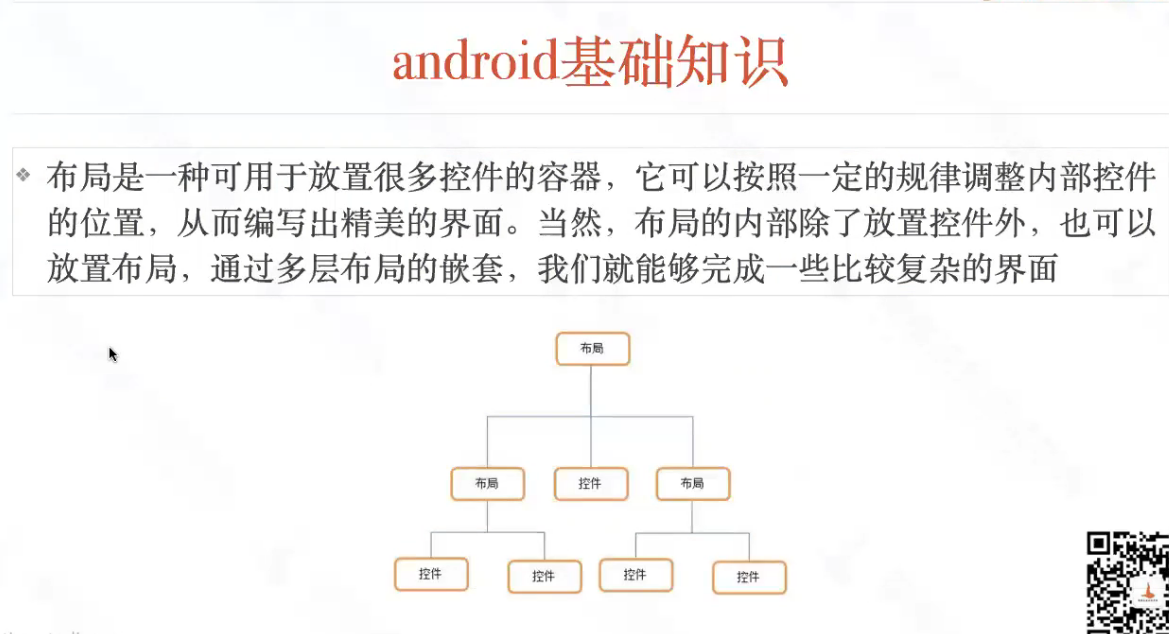 android基础知识
布局是一种可用于放置很多控件的容器，它可以按照一定的规律调整内部控件
的位置，从而编写出精美的界面。当然，布局的内部除了放置控件外，也可以
放置布局，通过多层布局的嵌套，我们就能够完成一些比较复杂的界面
布局
布局
控件
布局
控件
控件
控件
控件